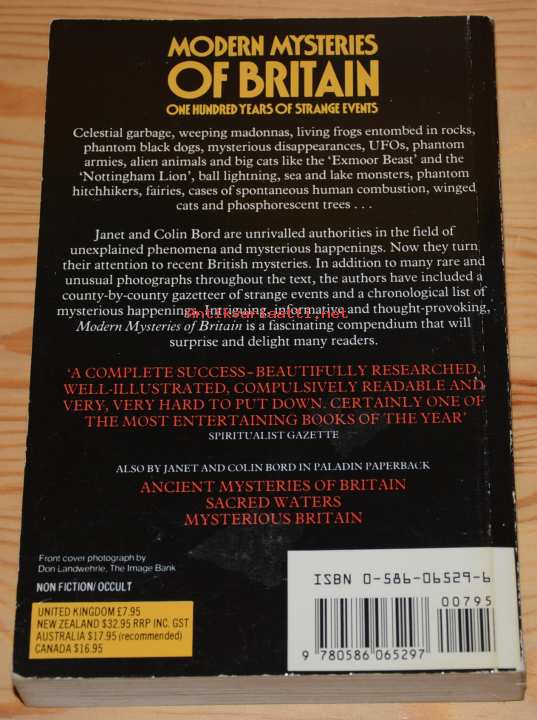 MODERN MYSTERIES
OF BRITAIN
ONE HUNDRED YEARS OF STRANGE EVENTS
Celestial garbage, weeping madonnas, living frogs entombed in rocks,
phantom black dogs, mysterious disappearances, UFOs, phantom
armies, alien animals and big cats like the ‘Exmoor Beast’ and the
‘Nottingham Lion’, ball lightning, sea and lake monsters, phantom
hitchhikers, fairies, cases of spontaneous human combustion, winged
cats and phosphorescent trees . . .
Janet and Colin Bord are unrivalled authorities in the field of
unexplained phenomena and mysterious happenings. Now they turn
their attention to recent British mysteries. In addition to many rare and
unusual photographs throughout the text, the authors have included a
county-by-county gazetteer of strange events and a chronological list of
mysterious happenings. Intriguing, informative and thought-provoking,
Antikvariaatti.net
Modern Mysteries of Britain is a fascinating compendium that will
surprise and delight many readers.
‘A COMPLETE SUCCESS – BEAUTIFULLY RESEARCHED,
WELL-ILLUSTRATED, COMPULSIVELY READABLE AND
VERY, VERY HARD TO PUT DOWN. CERTAINLY ONE OF
THE MOST ENTERTAINING BOOKS OF THE YEAR’
SPIRITUALIST GAZETTE
ALSO BY JANET AND COLIN BORD IN PALADIN PAPERBACK
ANCIENT MYSTERIES OF BRITAIN
SACRED WATERS
MYSTERIOUS BRITAIN
Front cover photograph by
Don Landwehrle, The Image Bank
NON FICTION/OCCULT
UNITED KINGDOM £7.95
NEW ZEALAND $32.95 RRP INC. GST
AUSTRALIA $17.95 (recommended)
CANADA $16.95
ISBN 0-586-06529-6
00795
9 780586 065297